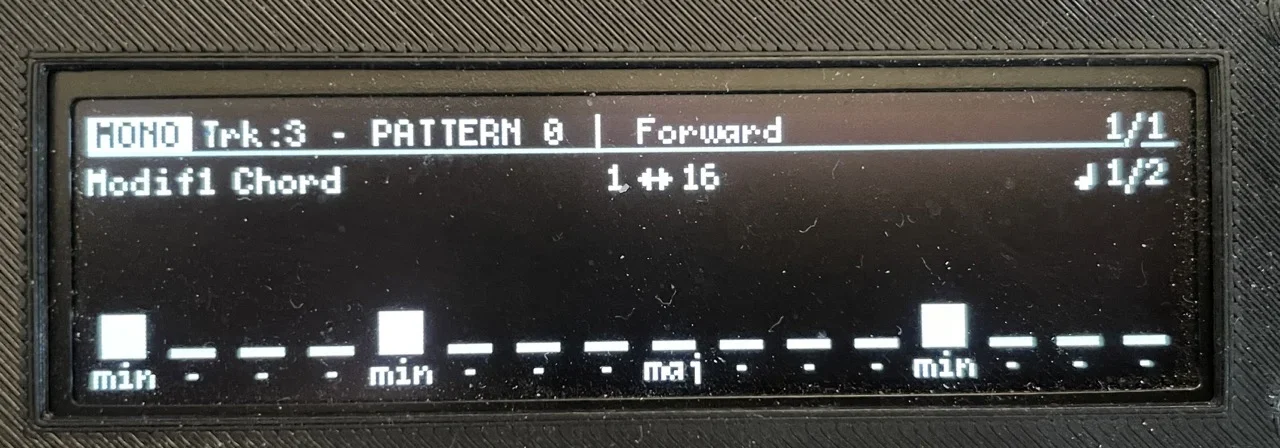 MONO Trk:3 - PATTERN 0 | Forward 1/1
Modif1 Chord 1 ↔ 16 ♩ 1/2
min - - - min - - - maj - - - min - - -